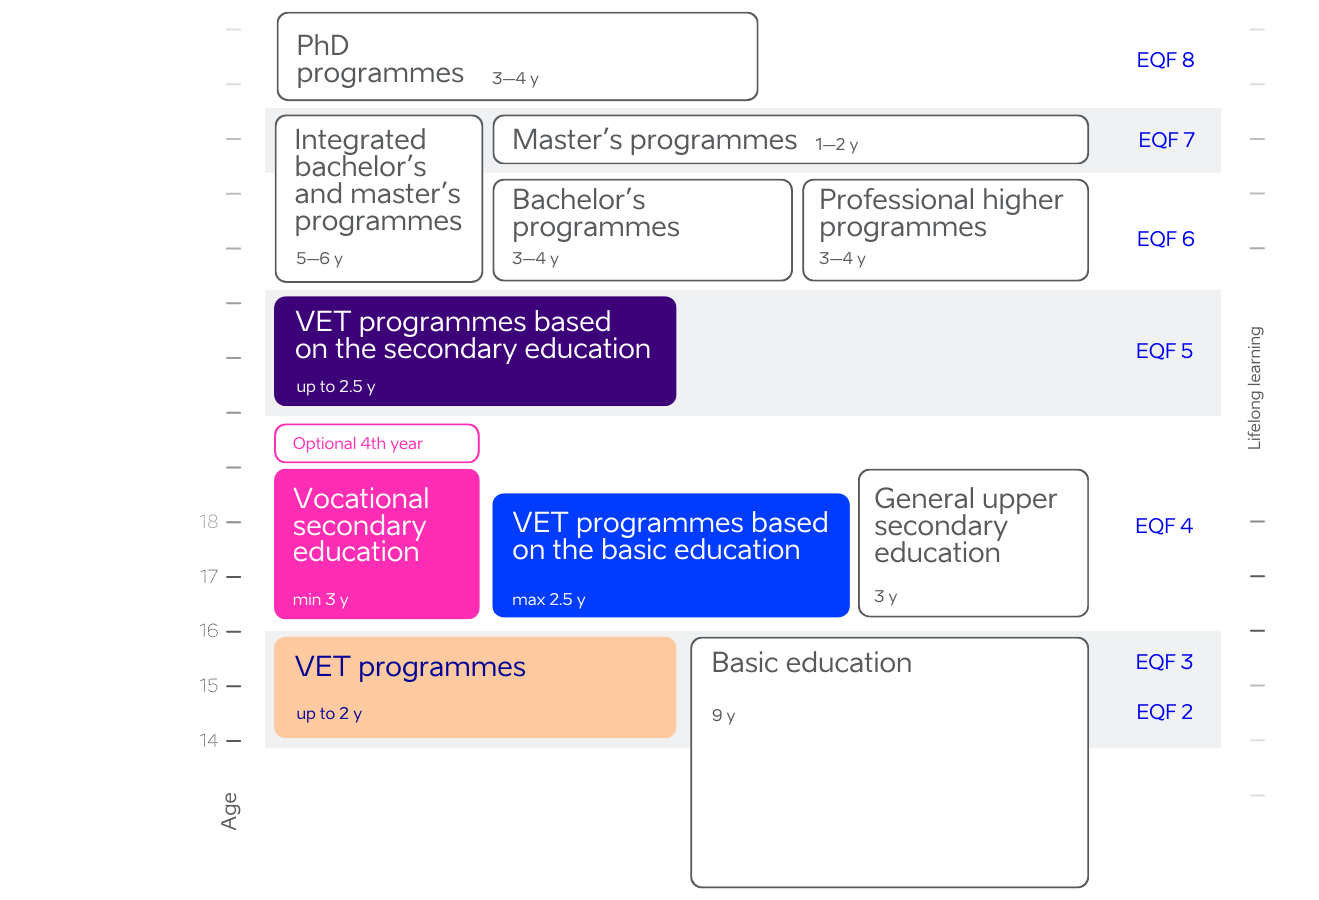 PhD
programmes 3–4 y
EQF 8
Integrated
bachelor's
and master's
programmes
5–6 y
Master's programmes 1–2 y
EQF 7
Bachelor's
programmes
3–4 y
Professional higher
programmes
3–4 y
EQF 6
VET programmes based
on the secondary education
up to 2.5 y
EQF 5
Lifelong learning
Optional 4th year
Vocational
secondary
education
min 3 y
VET programmes based
on the basic education
max 2.5 y
General upper
secondary
education
3 y
EQF 4
18
17
16
15
14
Age
VET programmes
up to 2 y
Basic education
9 y
EQF 3
EQF 2